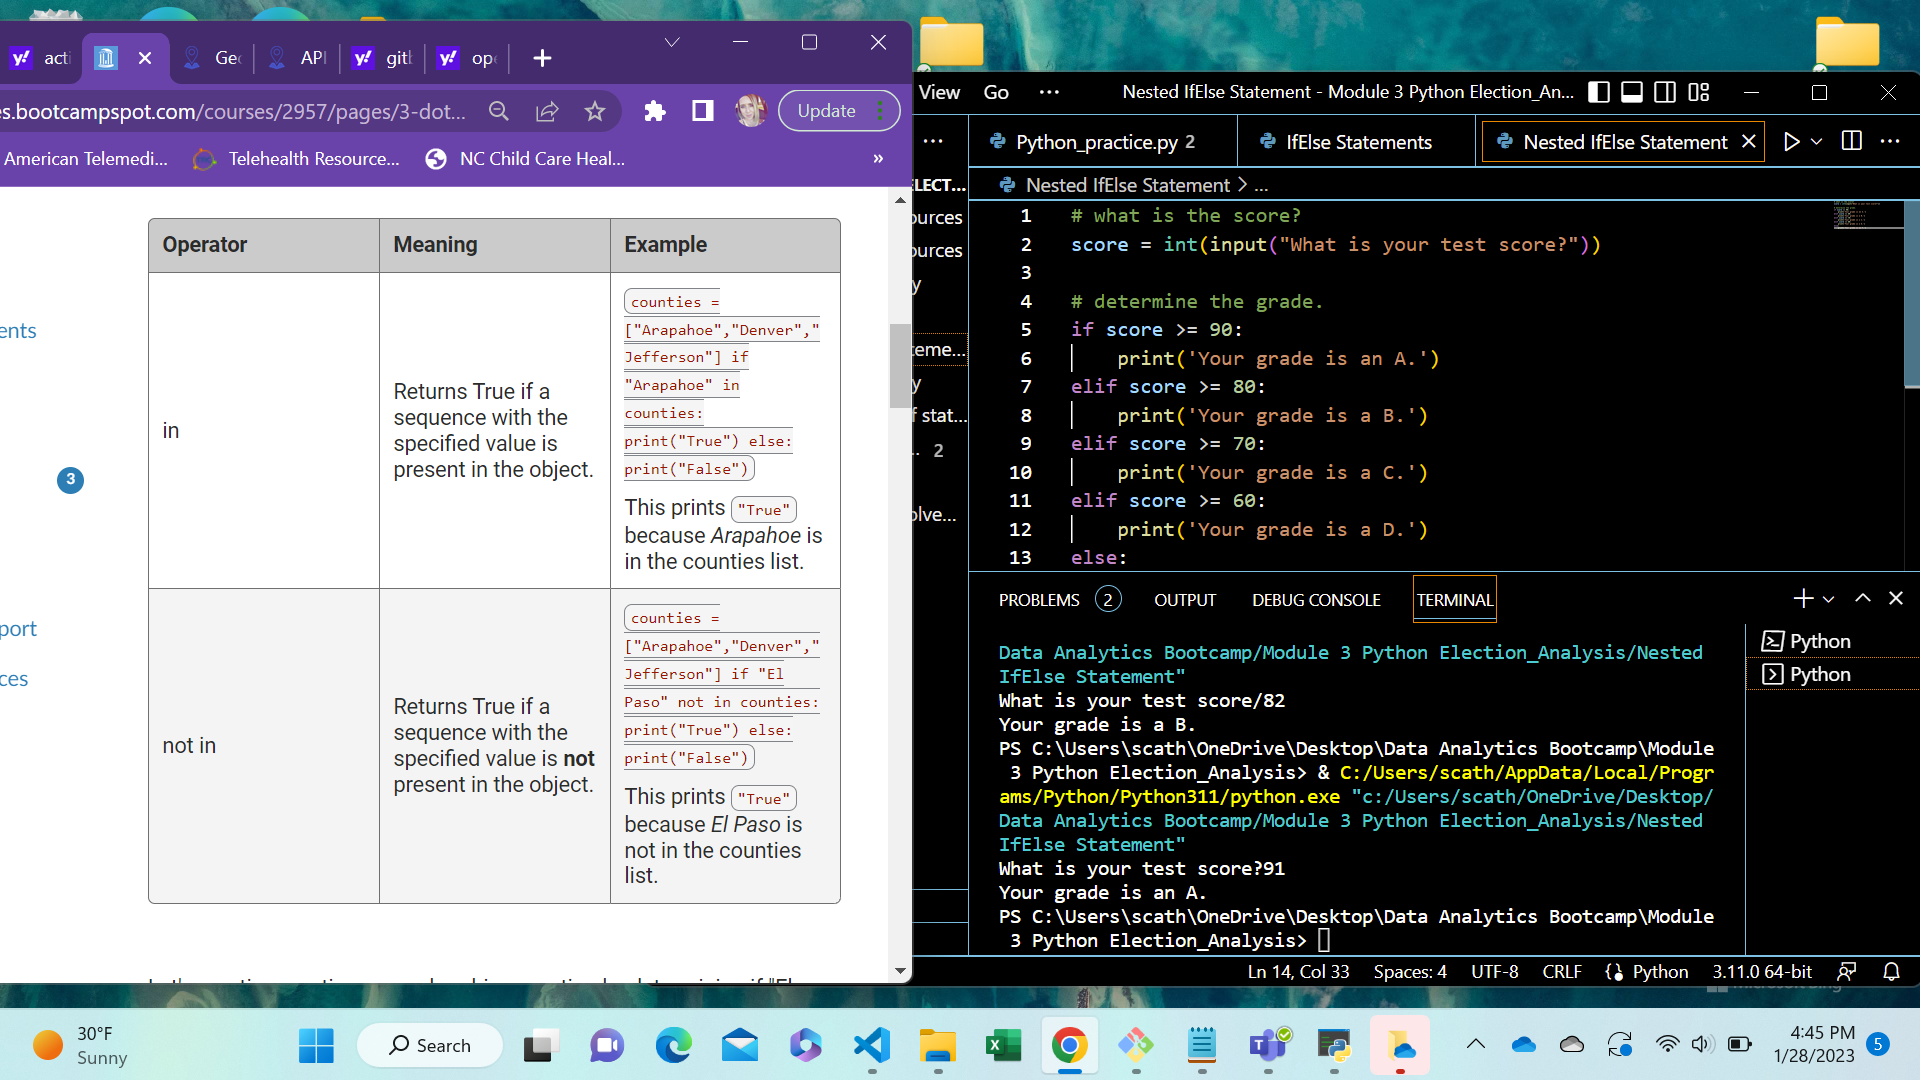 acti
Geo
API
gitl
op
es.bootcampspot.com/courses/2957/pages/3-dot...
Update
American Telemedi...
Telehealth Resource...
NC Child Care Heal...
»
ents
3
port
ces
Operator Meaning Example
in
Returns True if a
sequence with the
specified value is
present in the object.
counties =
["Arapahoe","Denver","
Jefferson"] if
"Arapahoe" in
counties:
print("True") else:
print("False")
This prints "True"
because Arapahoe is
in the counties list.
not in
Returns True if a
sequence with the
specified value is not
present in the object.
counties =
["Arapahoe","Denver","
Jefferson"] if "El
Paso" not in counties:
print("True") else:
print("False")
This prints "True"
because El Paso is
not in the counties
list.
View Go ... Nested IfElse Statement - Module 3 Python Election_An...
... Python_practice.py 2 IfElse Statements Nested IfElse Statement
Nested IfElse Statement > ...
LECT...
ources
ources
y
teme...
y
f stat...
2
olve...
1 # what is the score?
2 score = int(input("What is your test score?"))
3
4 # determine the grade.
5 if score >= 90:
6 print('Your grade is an A.')
7 elif score >= 80:
8 print('Your grade is a B.')
9 elif score >= 70:
10 print('Your grade is a C.')
11 elif score >= 60:
12 print('Your grade is a D.')
13 else:
PROBLEMS 2 OUTPUT DEBUG CONSOLE TERMINAL
Python
Python
Data Analytics Bootcamp/Module 3 Python Election_Analysis/Nested
IfElse Statement"
What is your test score/82
Your grade is a B.
PS C:\Users\scath\OneDrive\Desktop\Data Analytics Bootcamp\Module
3 Python Election_Analysis> & C:/Users/scath/AppData/Local/Progr
ams/Python/Python311/python.exe "c:/Users/scath/OneDrive/Desktop/
Data Analytics Bootcamp/Module 3 Python Election_Analysis/Nested
IfElse Statement"
What is your test score?91
Your grade is an A.
PS C:\Users\scath\OneDrive\Desktop\Data Analytics Bootcamp\Module
3 Python Election_Analysis>
Ln 14, Col 33 Spaces: 4 UTF-8 CRLF Python 3.11.0 64-bit
30°F
Sunny
Search
4:45 PM
1/28/2023
5